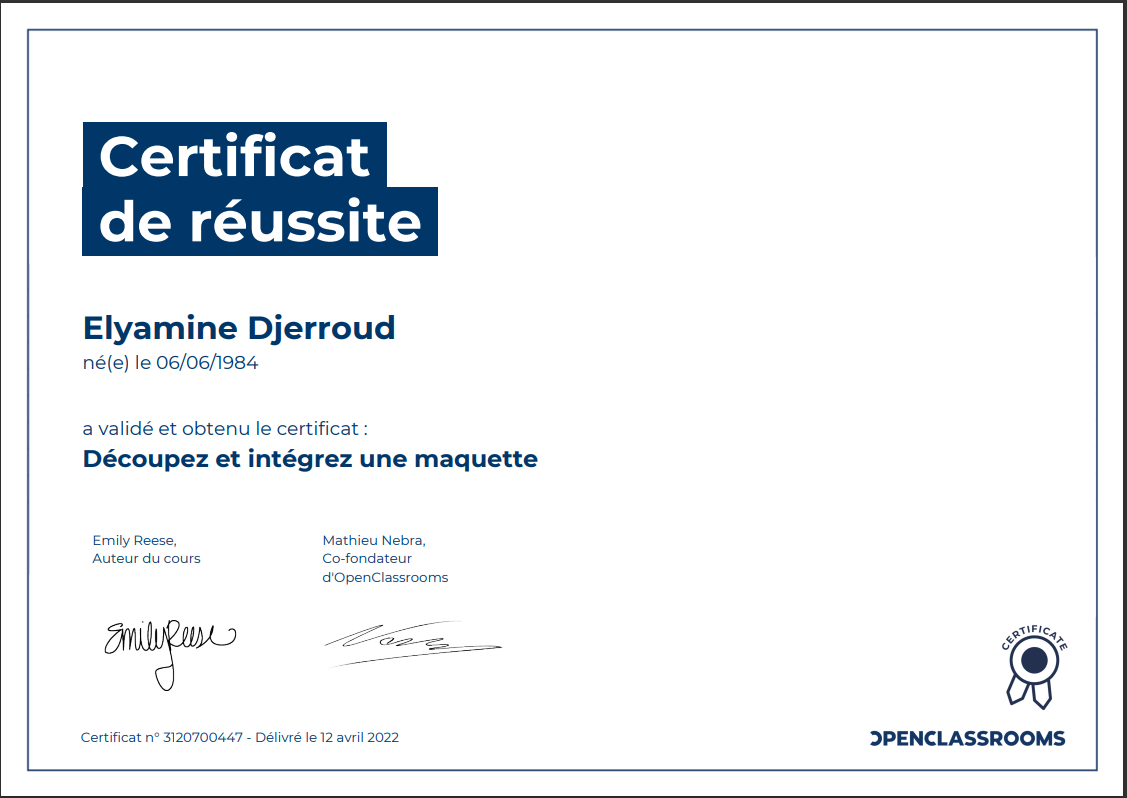 Certificat
de réussite
Elyamine Djerroud
né(e) le 06/06/1984
a validé et obtenu le certificat :
Découpez et intégrez une maquette
Emily Reese,
Auteur du cours
Mathieu Nebra,
Co-fondateur
d'OpenClassrooms
EmilyReese
CERTIFICATE
Certificat n° 3120700447 - Délivré le 12 avril 2022
OPENCLASSROOMS